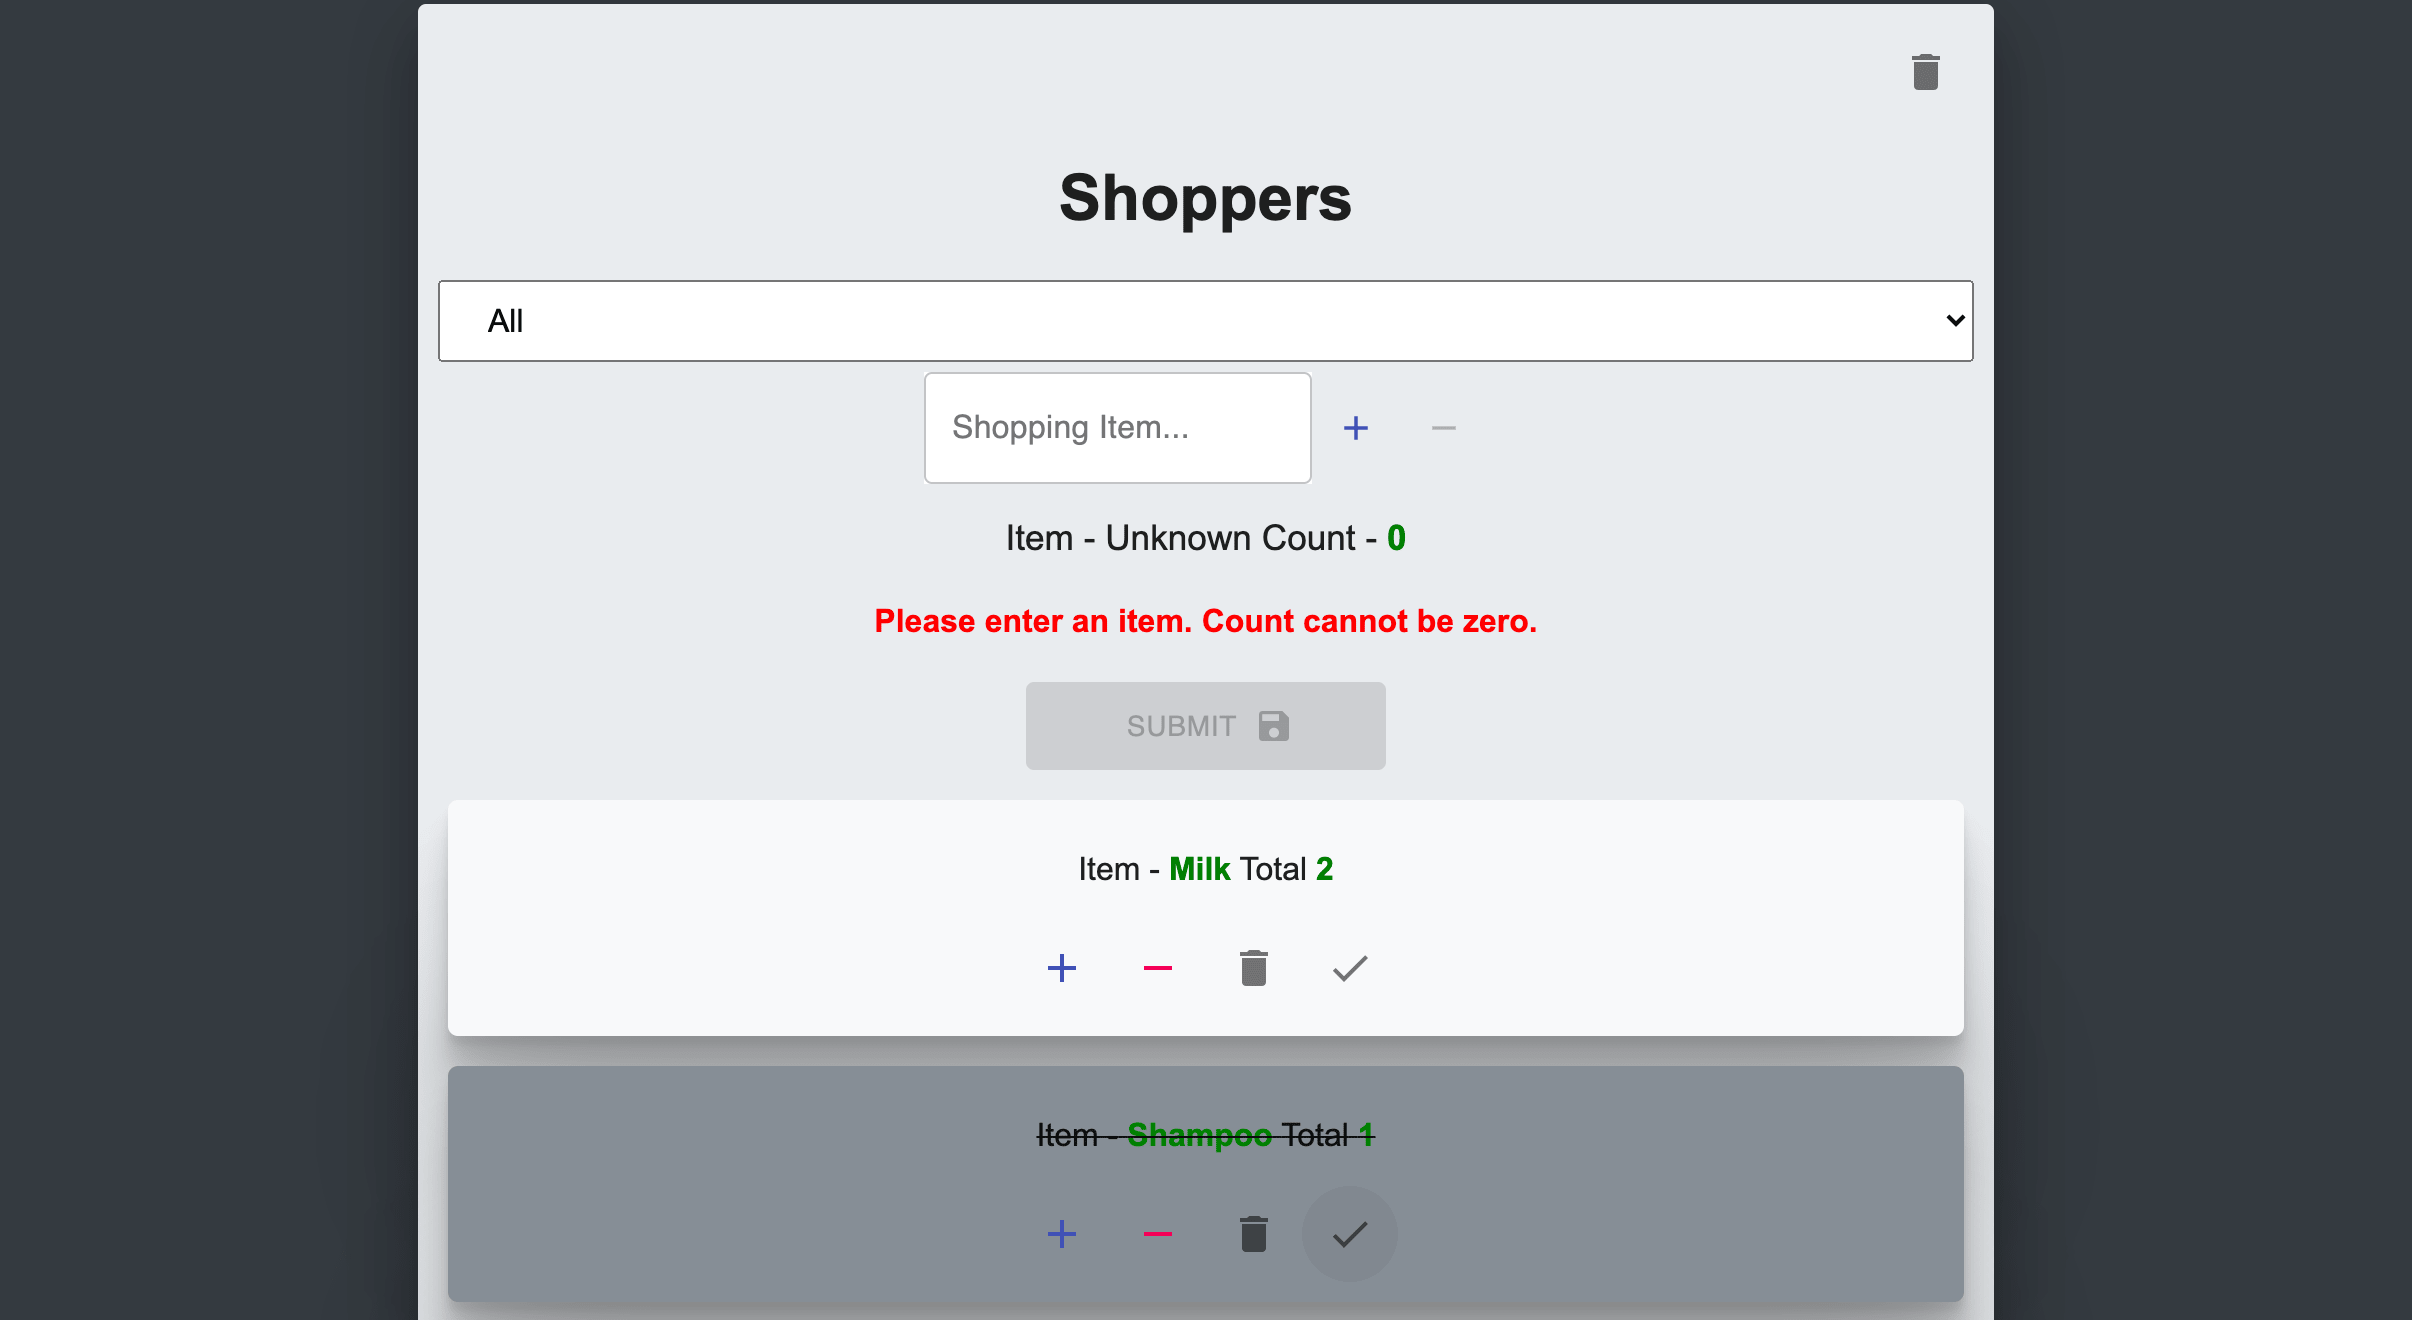 Shoppers
All
Shopping Item...
Item - Unknown Count - 0
Please enter an item. Count cannot be zero.
SUBMIT
Item - Milk Total 2
Item - Shampoo Total 1